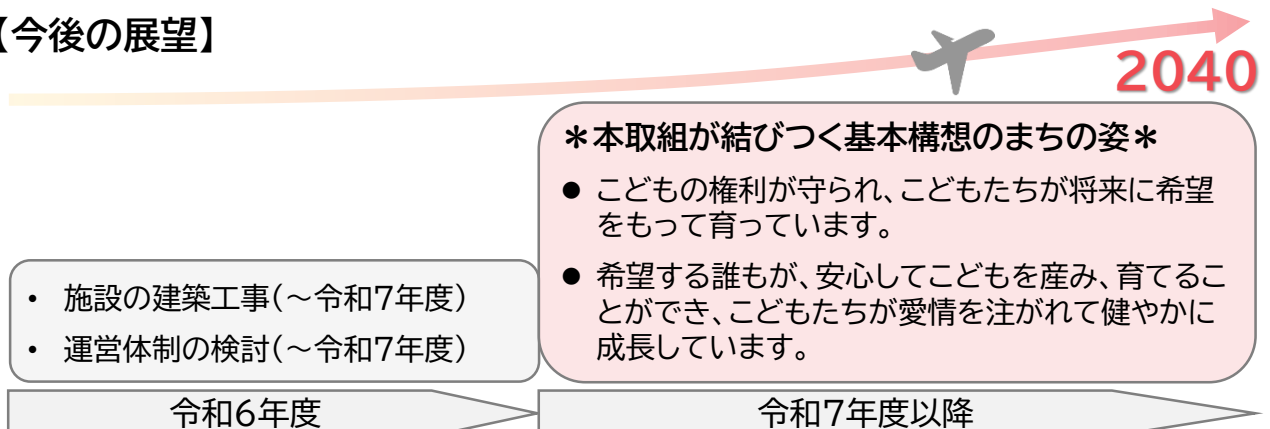 【今後の展望】
2040
＊本取組が結びつく基本構想のまちの姿＊
● こどもの権利が守られ、こどもたちが将来に希望
をもって育っています。
● 希望する誰もが、安心してこどもを産み、育てるこ
とができ、こどもたちが愛情を注がれて健やかに
成長しています。
• 施設の建築工事(～令和7年度)
• 運営体制の検討(～令和7年度)
令和6年度
令和7年度以降